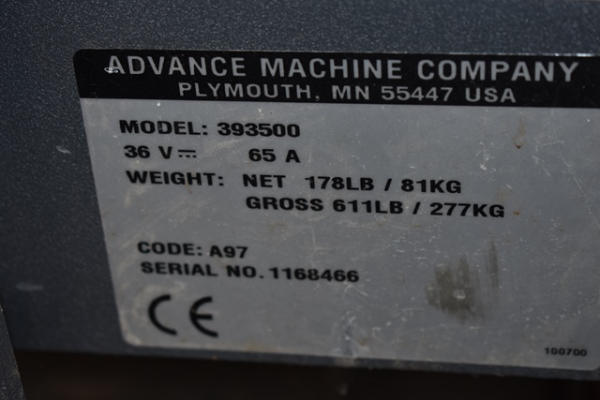 ADVANCE MACHINE COMPANY
PLYMOUTH, MN 55447 USA
MODEL: 393500
36 V⎓ 65 A
WEIGHT: NET 178LB / 81KG
GROSS 611LB / 277KG
CODE: A97
SERIAL NO. 1168466
CE
100700